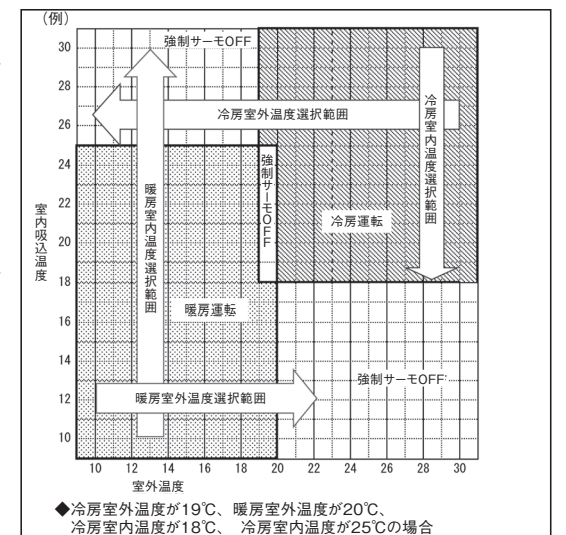 (例)
30
28
26
24
22
20
18
16
14
12
10
室内吸込温度
強制サーモOFF
冷房室外温度選択範囲
冷房室内温度選択範囲
強制サーモOFF
暖房室内温度選択範囲
冷房運転
暖房運転
強制サーモOFF
暖房室外温度選択範囲
10 12 14 16 18 20 22 24 26 28 30
室外温度
◆冷房室外温度が19℃、暖房室外温度が20℃、
冷房室内温度が18℃、 冷房室内温度が25℃の場合